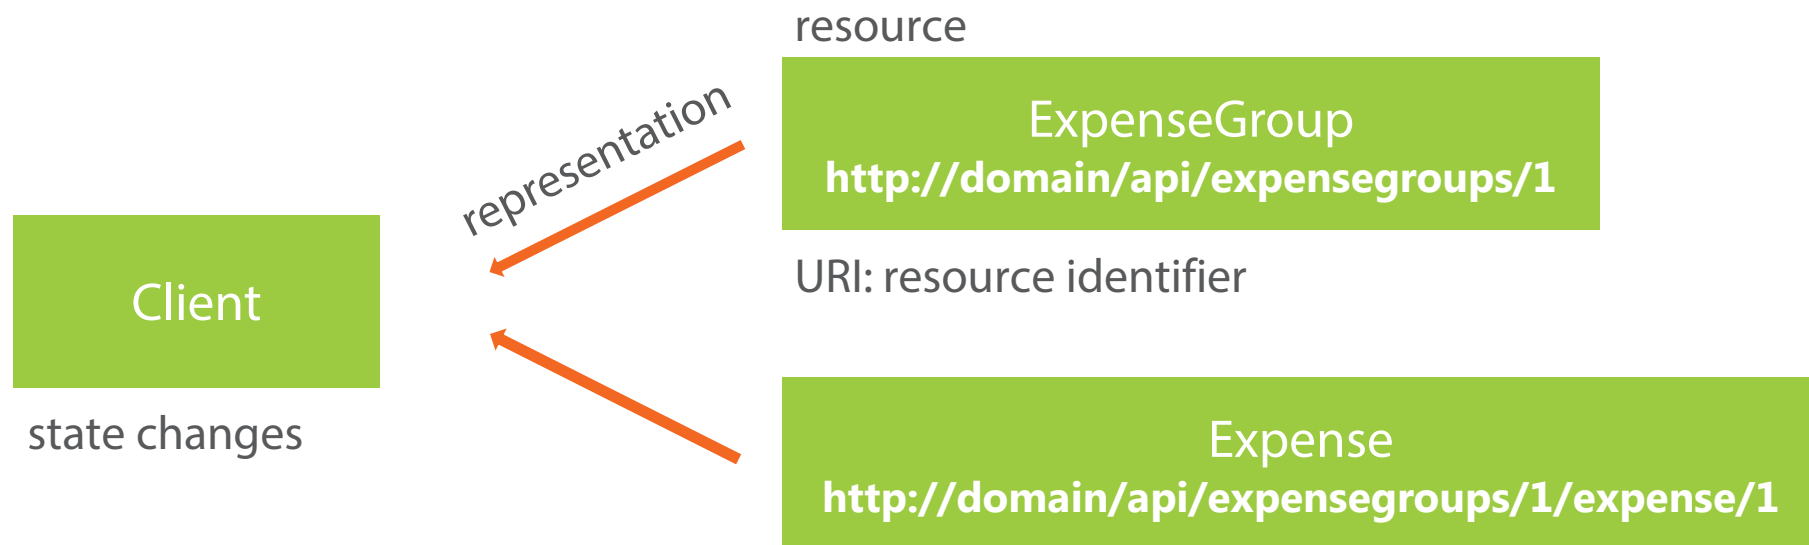 resource
ExpenseGroup
http://domain/api/expensegroups/1
representation
URI: resource identifier
Client
state changes
Expense
http://domain/api/expensegroups/1/expense/1